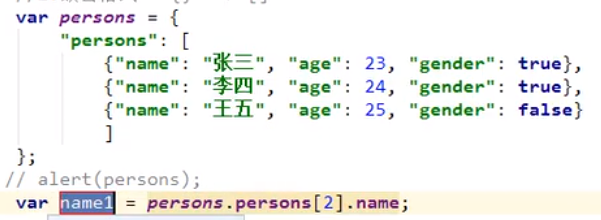 var persons = {
"persons": [
{"name": "张三", "age": 23, "gender": true},
{"name": "李四", "age": 24, "gender": true},
{"name": "王五", "age": 25, "gender": false}
]
};
// alert(persons);
var name1 = persons.persons[2].name;